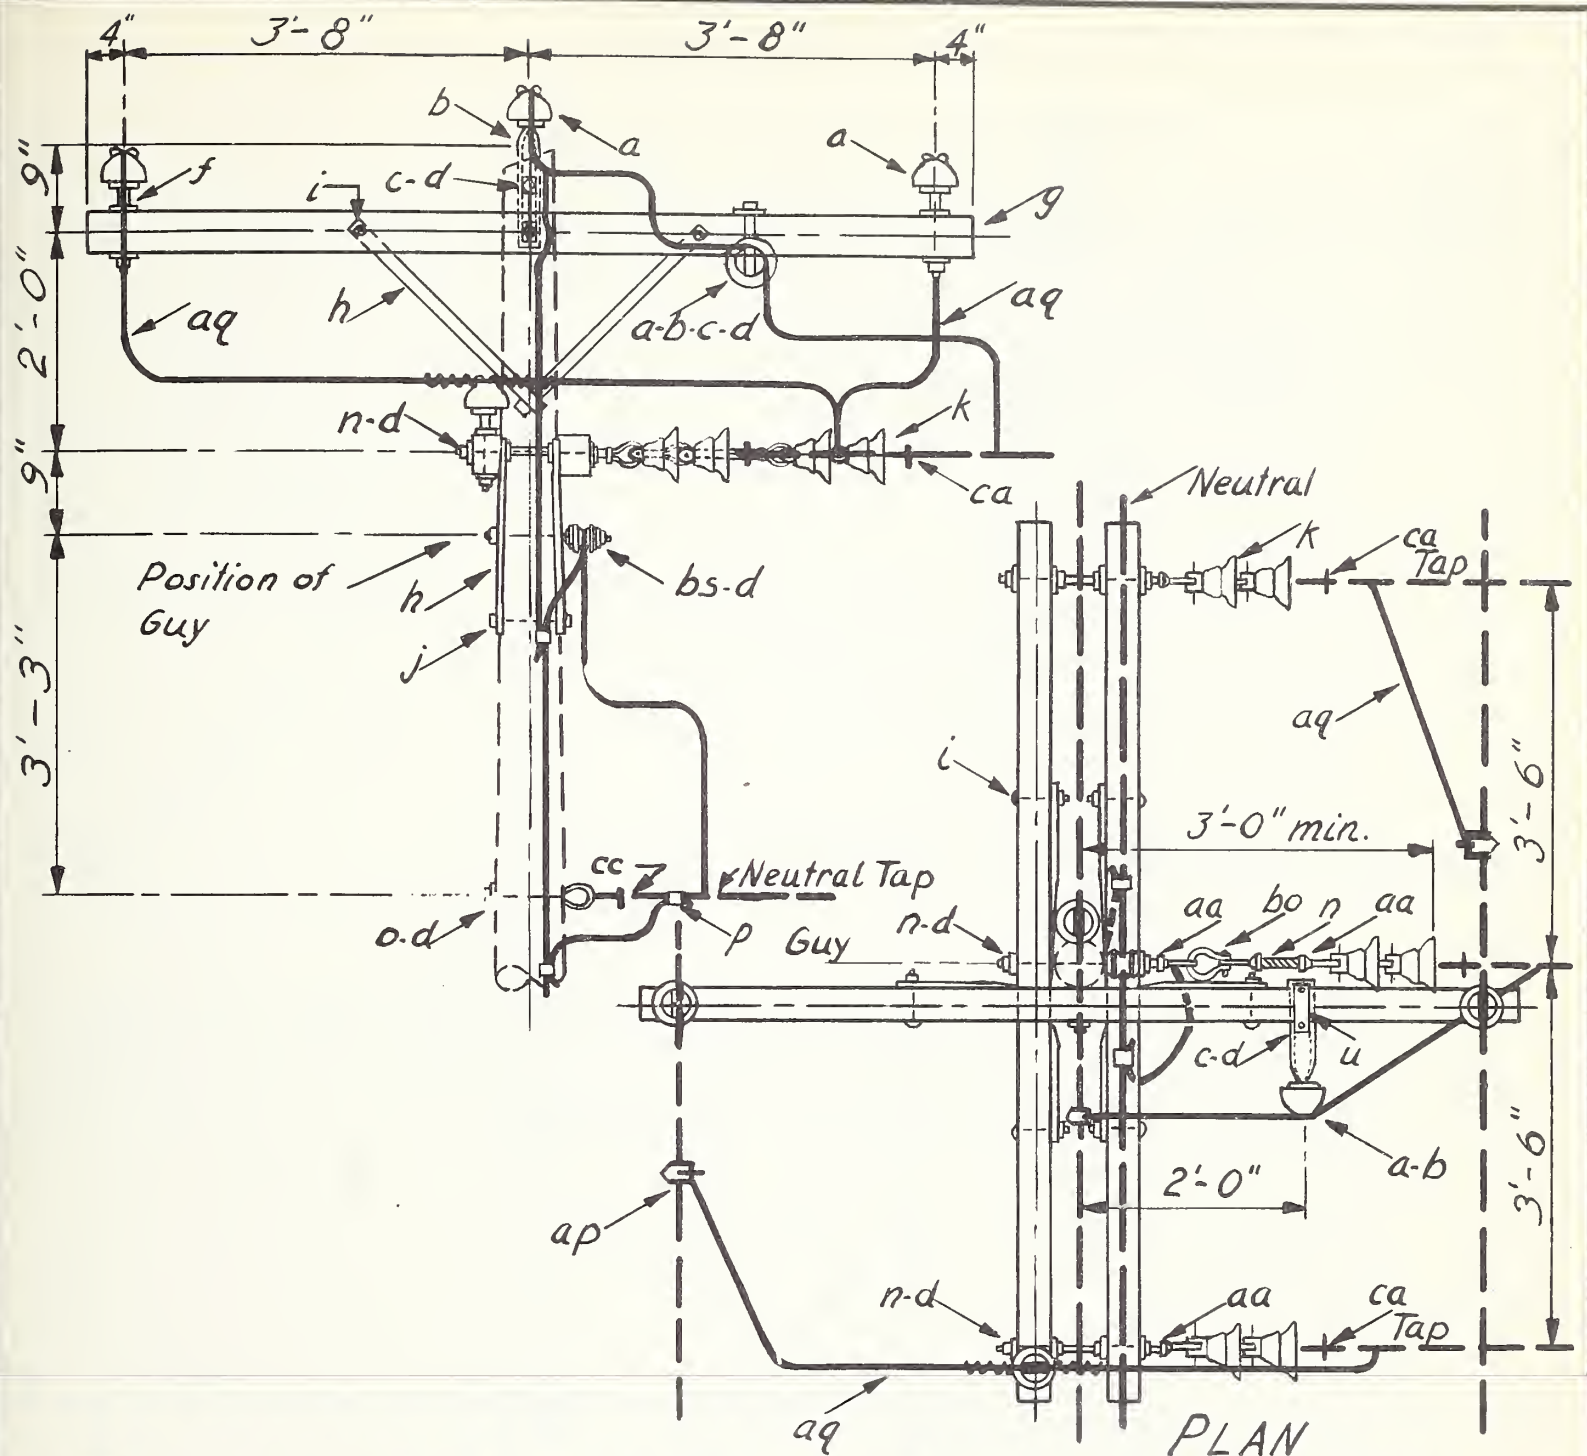 4"
3'-8"
3'-8"
4"
b
a
a
9"
f
i
c-d
g
2'-0"
aq
h
a-b-c-d
aq
n-d
k
9"
ca
Neutral
Position of
Guy
h
bs-d
k
ca
Tap
j
3'-3"
aq
i
3'-6"
3'-0" min.
cc
Neutral Tap
o-d
p
Guy
n-d
aa
bo
n
aa
c-d
u
a-b
2'-0"
3'-6"
ap
n-d
aa
ca
Tap
aq
PLAN